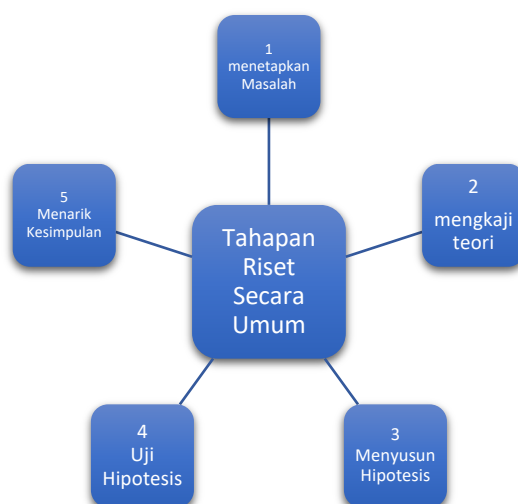 1
menetapkan
Masalah
2
mengkaji
teori
3
Menyusun
Hipotesis
4
Uji
Hipotesis
5
Menarik
Kesimpulan
Tahapan
Riset
Secara
Umum